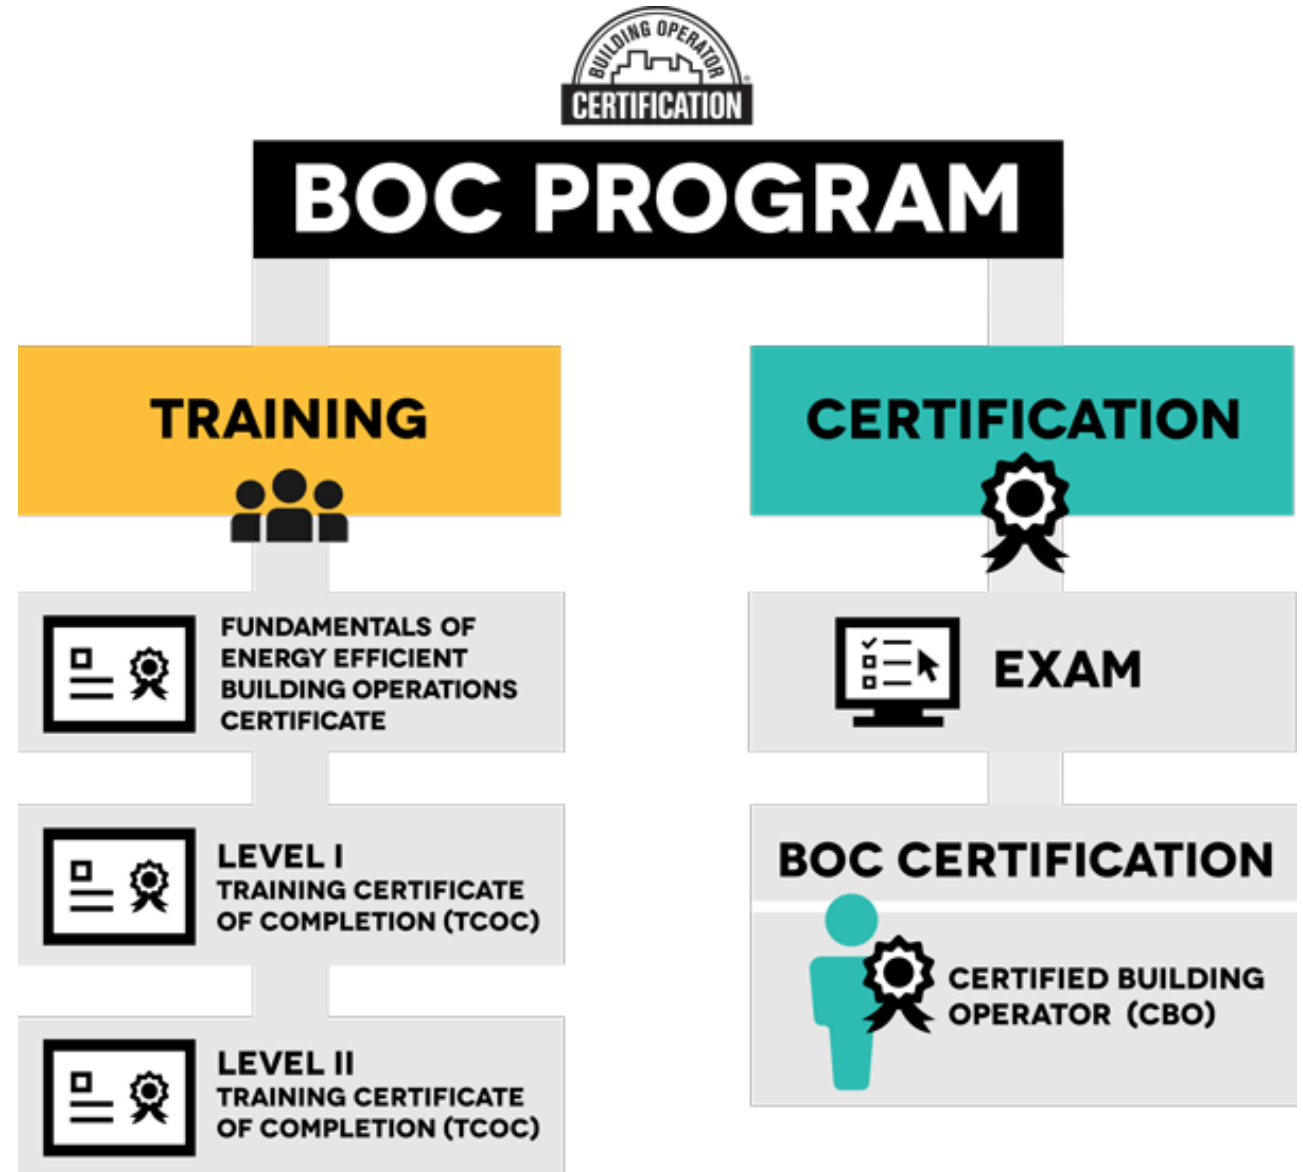 BUILDING OPERATOR
CERTIFICATION
BOC PROGRAM
TRAINING
FUNDAMENTALS OF
ENERGY EFFICIENT
BUILDING OPERATIONS
CERTIFICATE
LEVEL I
TRAINING CERTIFICATE
OF COMPLETION (TCOC)
LEVEL II
TRAINING CERTIFICATE
OF COMPLETION (TCOC)
CERTIFICATION
EXAM
BOC CERTIFICATION
CERTIFIED BUILDING
OPERATOR (CBO)